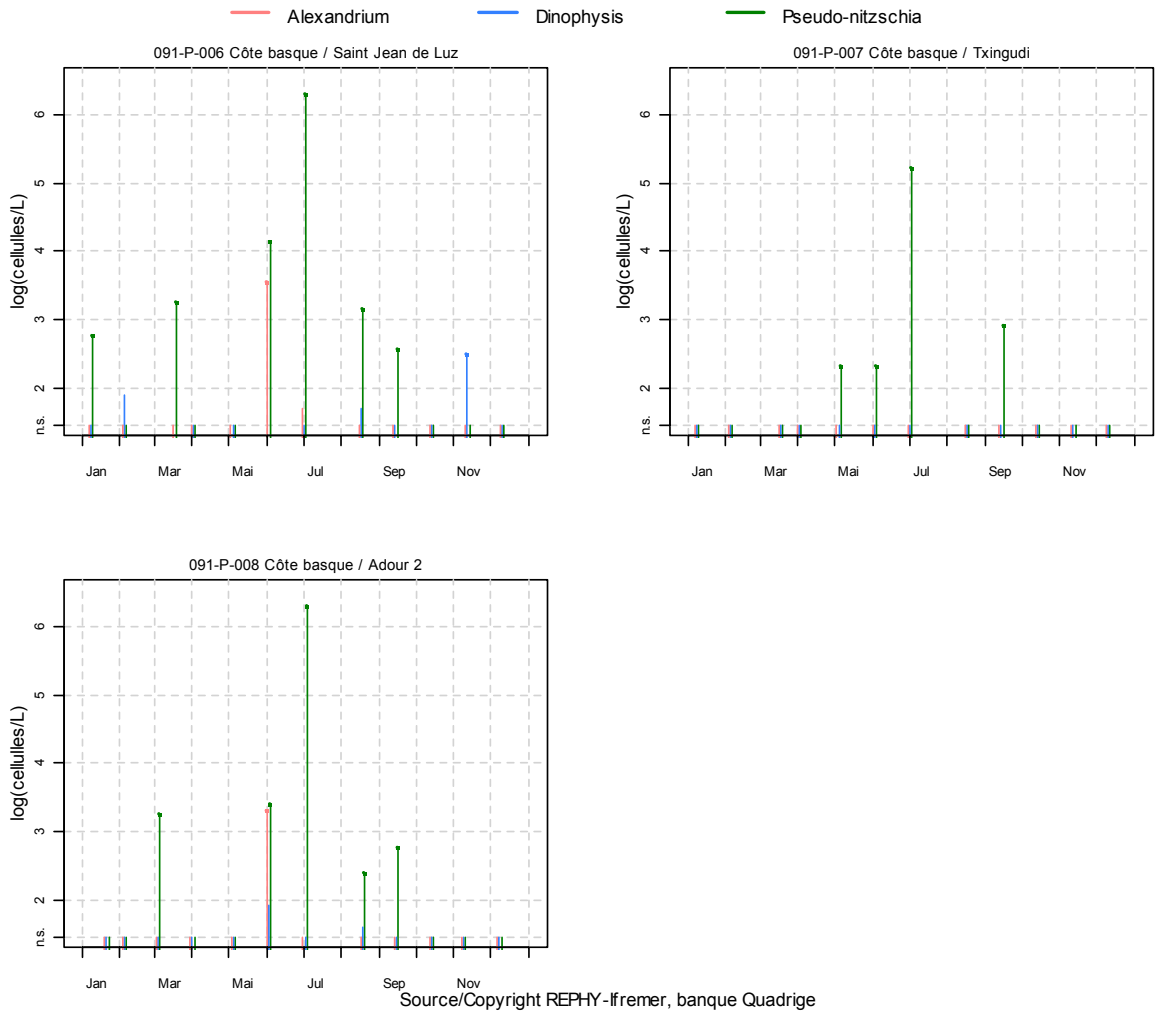 Alexandrium Dinophysis Pseudo-nitzschia
091-P-006 Côte basque / Saint Jean de Luz
log(cellulles/L)
6
5
4
3
2
n.s.
Jan Mar Mai Jul Sep Nov
091-P-007 Côte basque / Txingudi
log(cellulles/L)
6
5
4
3
2
n.s.
Jan Mar Mai Jul Sep Nov
091-P-008 Côte basque / Adour 2
log(cellulles/L)
6
5
4
3
2
n.s.
Jan Mar Mai Jul Sep Nov
Source/Copyright REPHY-Ifremer, banque Quadrige